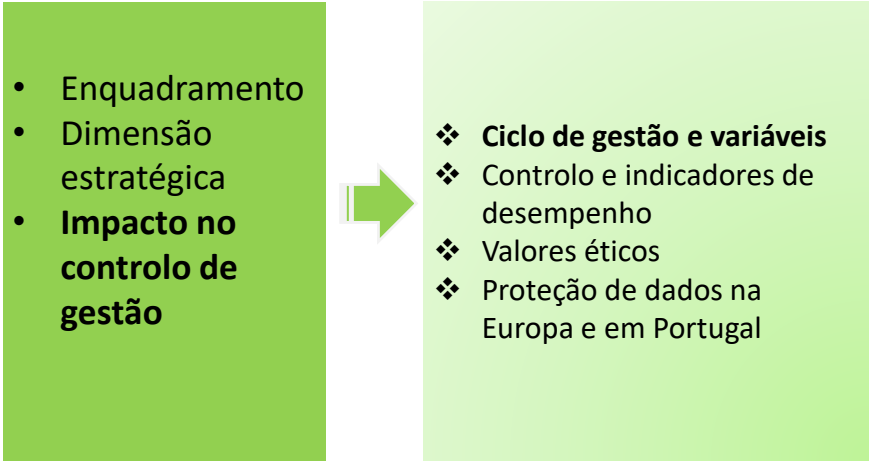 • Enquadramento
• Dimensão
estratégica
• Impacto no
controlo de
gestão
❖ Ciclo de gestão e variáveis
❖ Controlo e indicadores de
desempenho
❖ Valores éticos
❖ Proteção de dados na
Europa e em Portugal